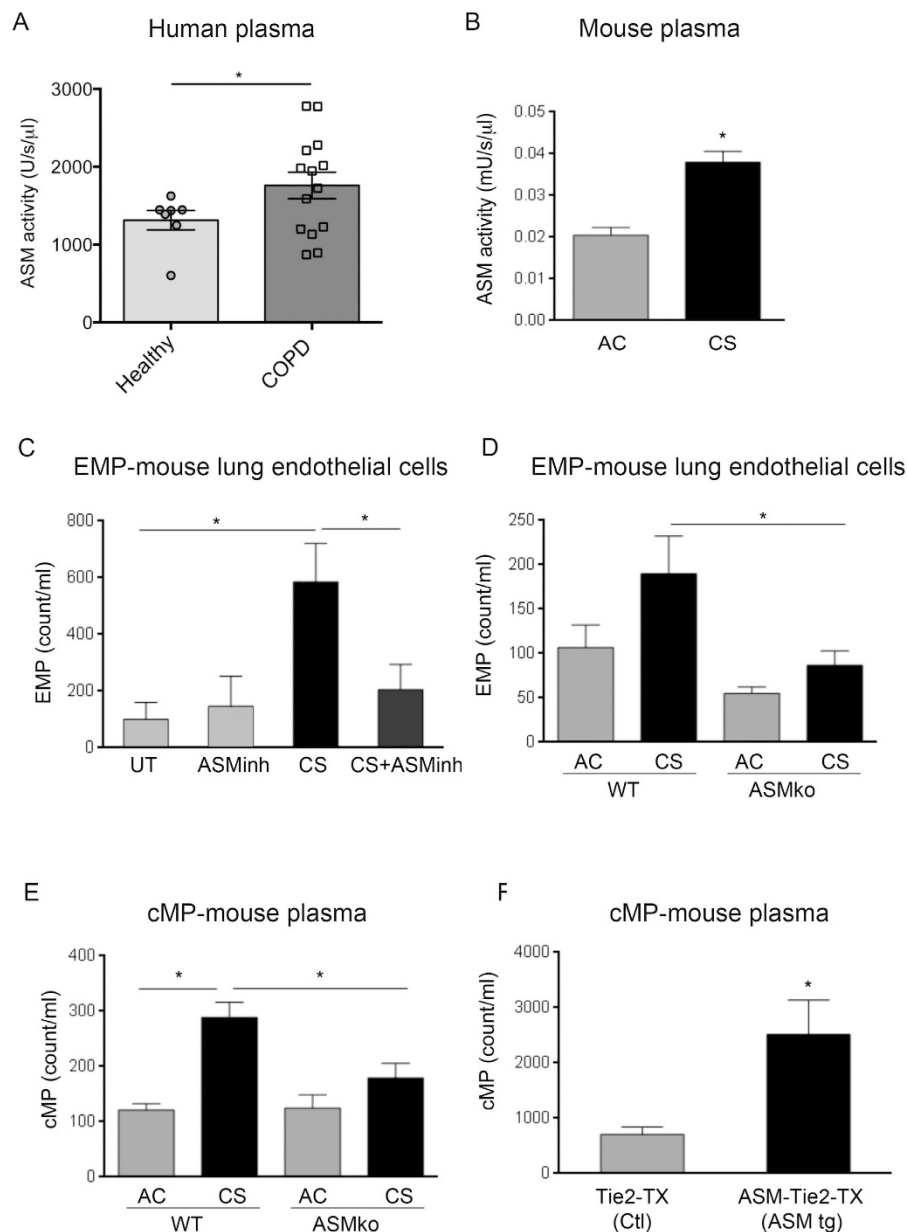 A
Human plasma
*
ASM activity (U/s/µl)
3000
2000
1000
0
Healthy
COPD
B
Mouse plasma
ASM activity (mU/s/µl)
0.05
0.04
0.03
0.02
0.01
0.00
*
AC
CS
C
EMP-mouse lung endothelial cells
EMP (count/ml)
800
600
400
200
0
*
*
UT ASMinh CS CS+ASMinh
D
EMP-mouse lung endothelial cells
EMP (count/ml)
250
200
150
100
50
0
*
AC CS AC CS
WT ASMko
E
cMP-mouse plasma
cMP (count/ml)
400
300
200
100
0
*
*
AC CS AC CS
WT ASMko
F
cMP-mouse plasma
cMP (count/ml)
4000
3000
2000
1000
0
*
Tie2-TX ASM-Tie2-TX
(Ctl) (ASM tg)